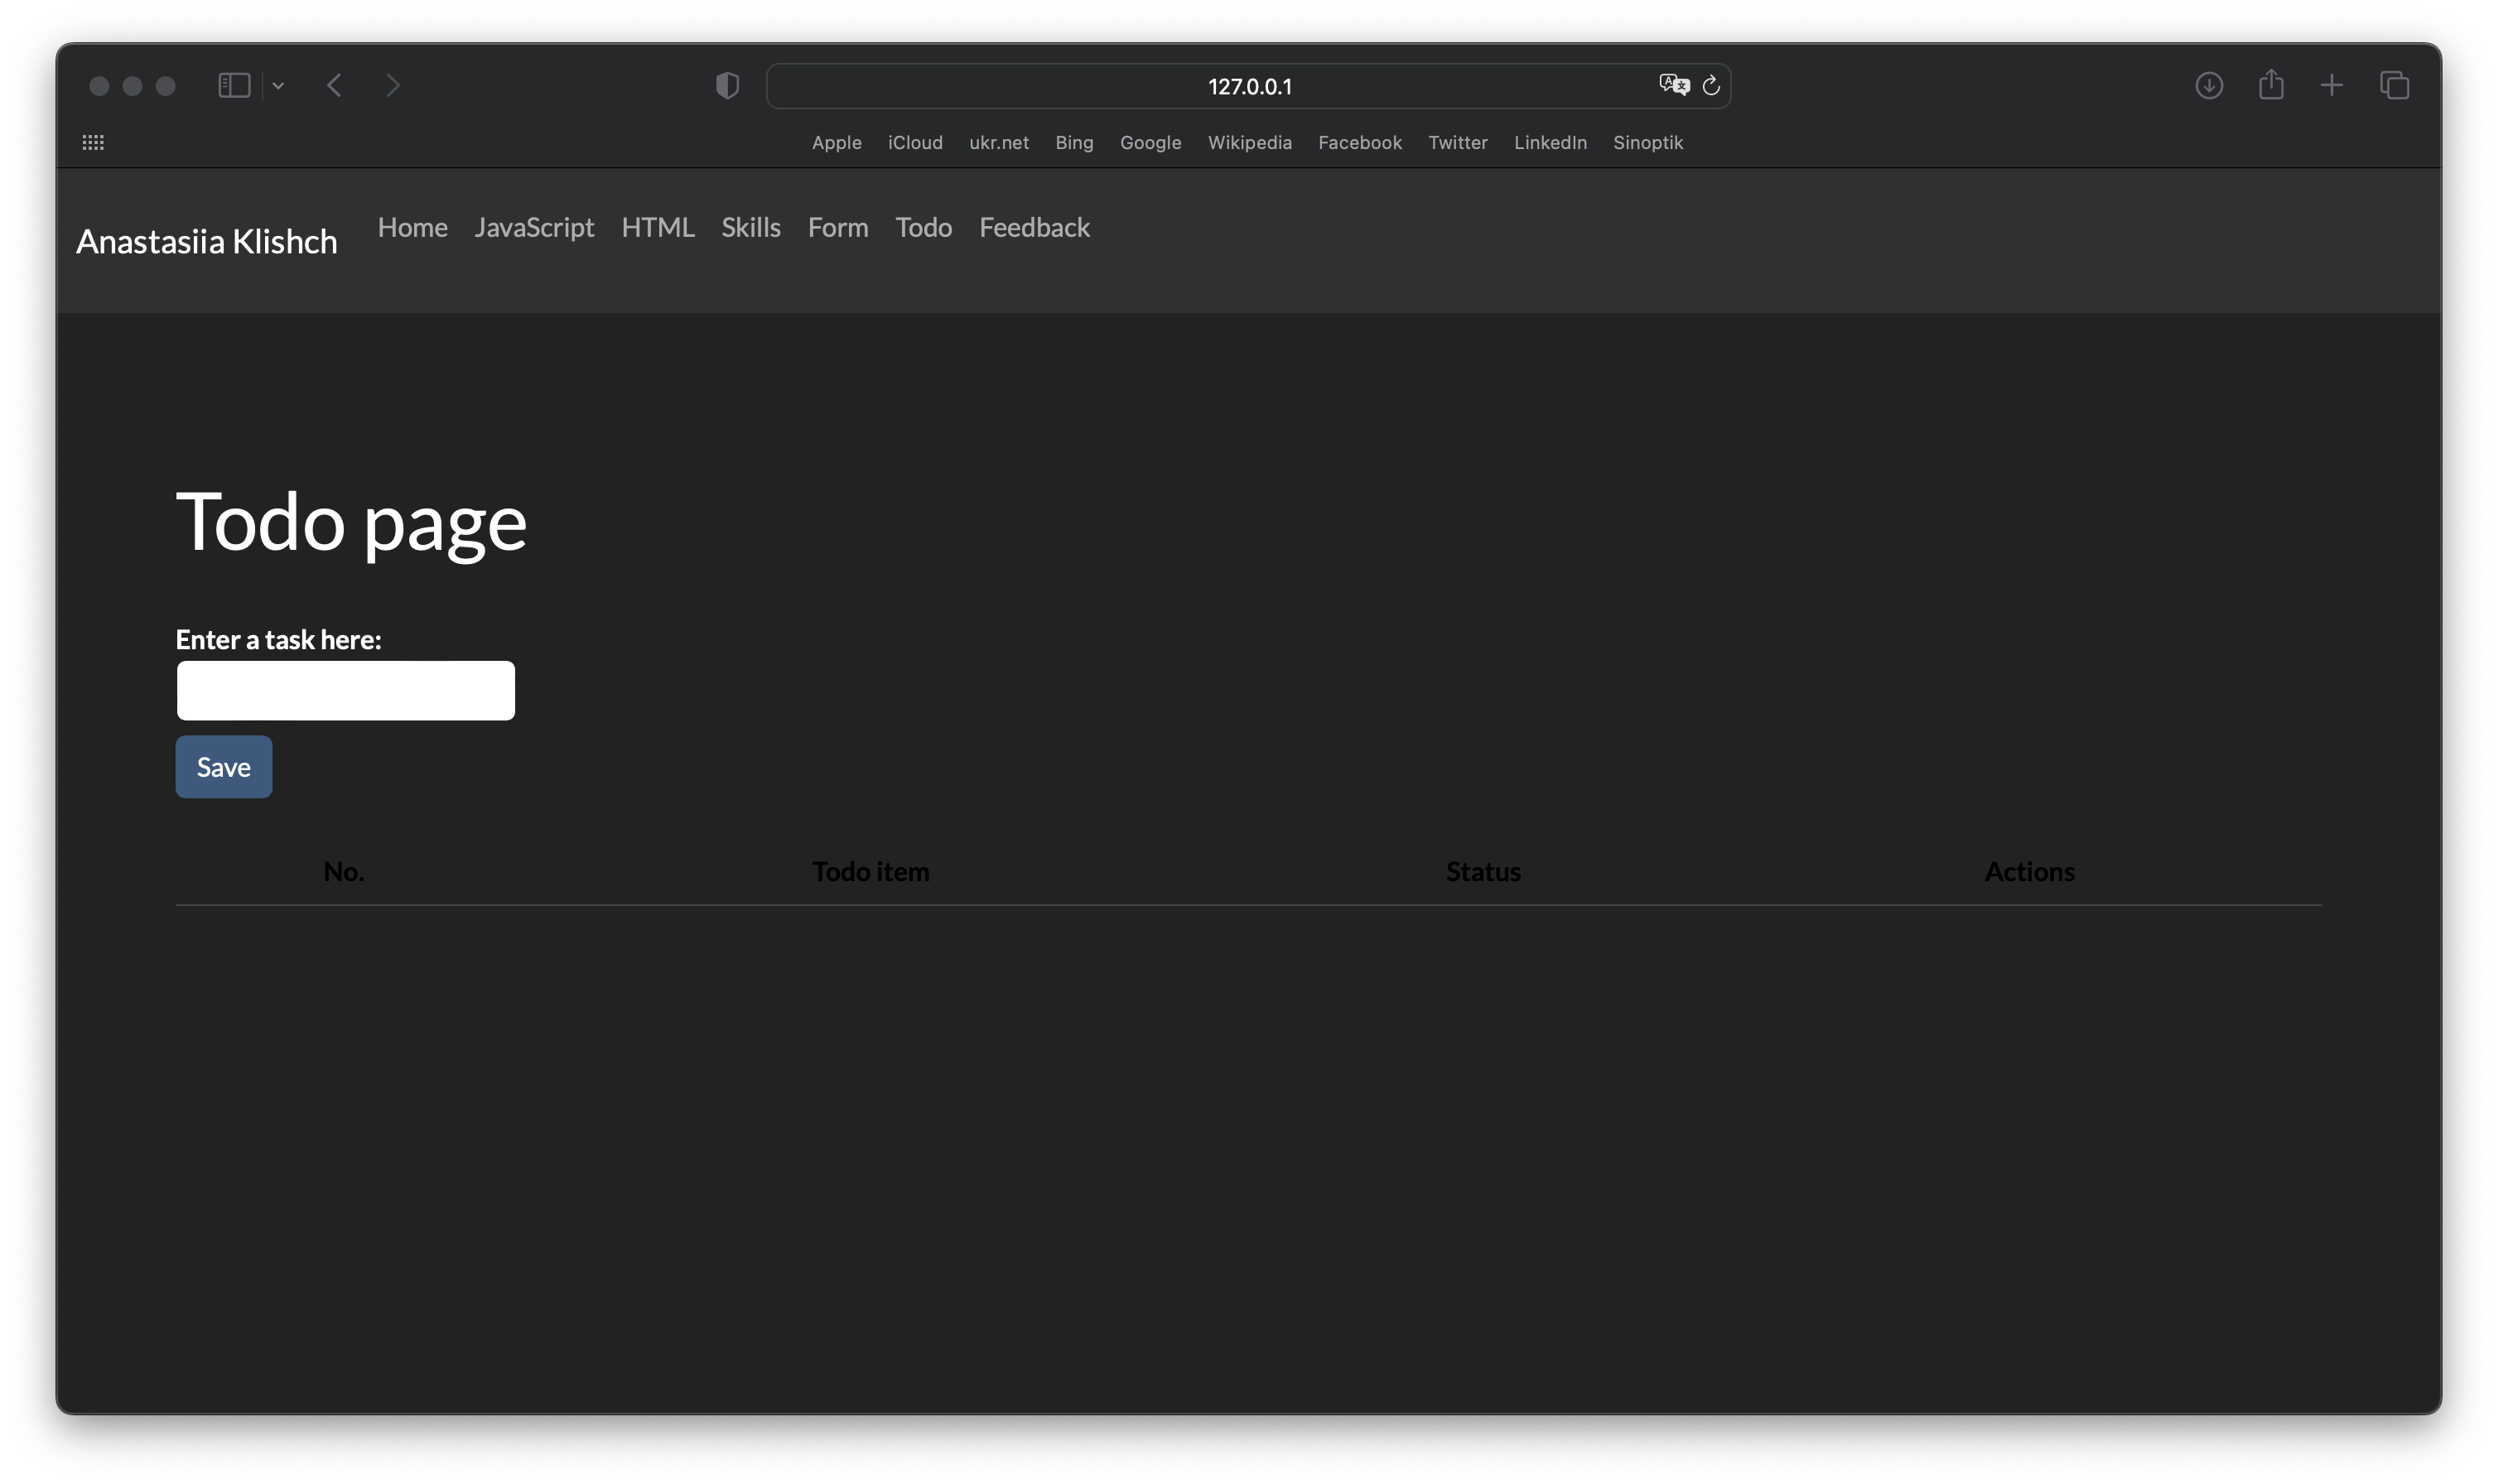 127.0.0.1
Apple iCloud ukr.net Bing Google Wikipedia Facebook Twitter LinkedIn Sinoptik
Anastasiia Klishch Home JavaScript HTML Skills Form Todo Feedback
Todo page
Enter a task here:
Save
No. Todo item Status Actions